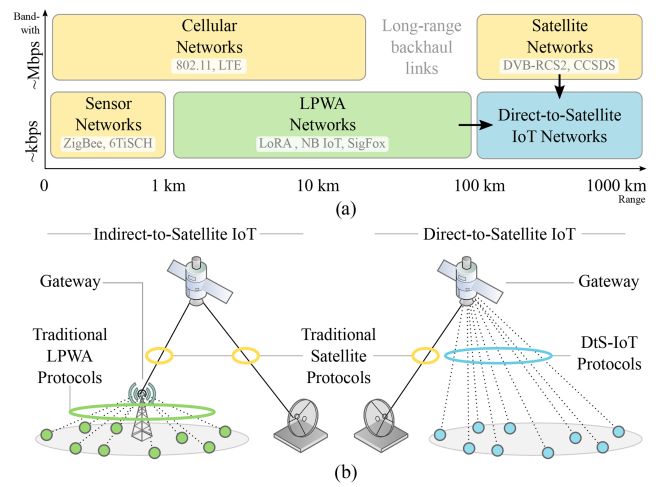 Band-
with
~Mbps
Cellular
Networks
802.11, LTE
Long-range
backhaul
links
Satellite
Networks
DVB-RCS2, CCSDS
~kbps
Sensor
Networks
ZigBee, 6TiSCH
LPWA
Networks
LoRA , NB IoT, SigFox
Direct-to-Satellite
IoT Networks
0
1 km
10 km
100 km
1000 km
Range
(a)
Indirect-to-Satellite IoT
Direct-to-Satellite IoT
Gateway
Gateway
Traditional
LPWA
Protocols
Traditional
Satellite
Protocols
DtS-IoT
Protocols
(b)